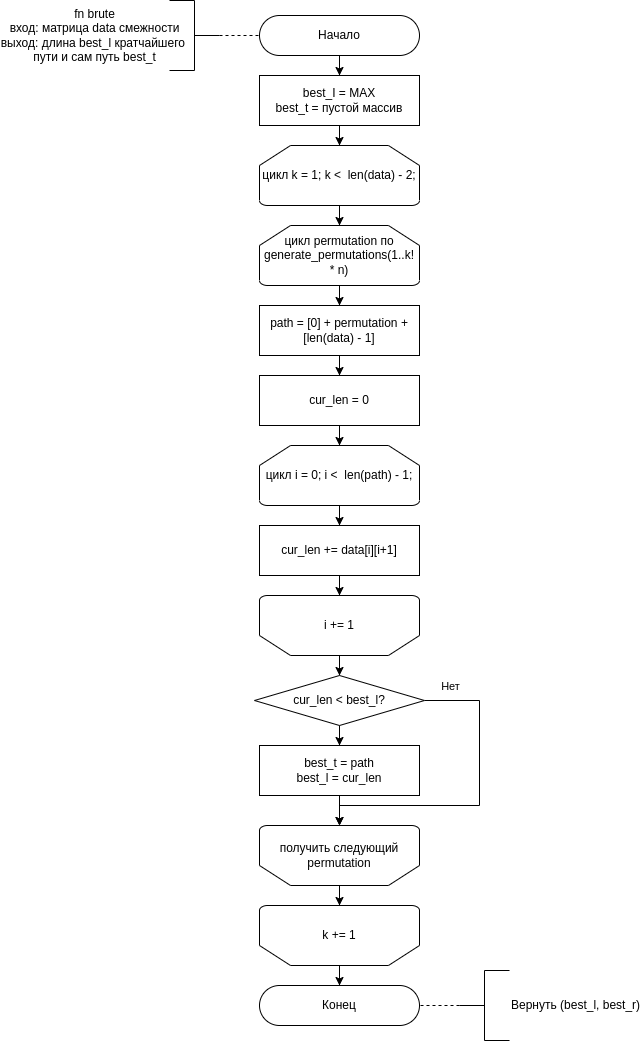 fn brute
вход: матрица data смежности
выход: длина best_l кратчайшего
пути и сам путь best_t
Начало
best_l = MAX
best_t = пустой массив
цикл k = 1; k < len(data) - 2;
цикл permutation по
generate_permutations(1..k!
* n)
path = [0] + permutation +
[len(data) - 1]
cur_len = 0
цикл i = 0; i < len(path) - 1;
cur_len += data[i][i+1]
i += 1
cur_len < best_l?
Нет
best_t = path
best_l = cur_len
получить следующий
permutation
k += 1
Конец
Вернуть (best_l, best_r)